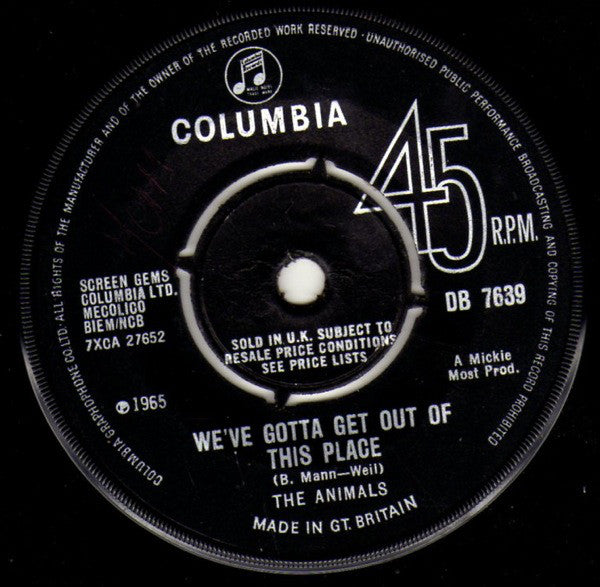 COLUMBIA GRAPHOPHONE CO. LTD. ALL RIGHTS OF THE MANUFACTURER AND OF THE OWNER OF THE RECORDED WORK RESERVED · UNAUTHORISED PUBLIC PERFORMANCE BROADCASTING AND COPYING OF THIS RECORD PROHIBITED
COLUMBIA
45
R.P.M.
SCREEN GEMS
COLUMBIA LTD.
MECOLICO
BIEM/NCB
7XCA 27652
DB 7639
SOLD IN U.K. SUBJECT TO
RESALE PRICE CONDITIONS
SEE PRICE LISTS
A Mickie
Most Prod.
℗ 1965
WE'VE GOTTA GET OUT OF
THIS PLACE
(B. Mann—Weil)
THE ANIMALS
MADE IN GT. BRITAIN